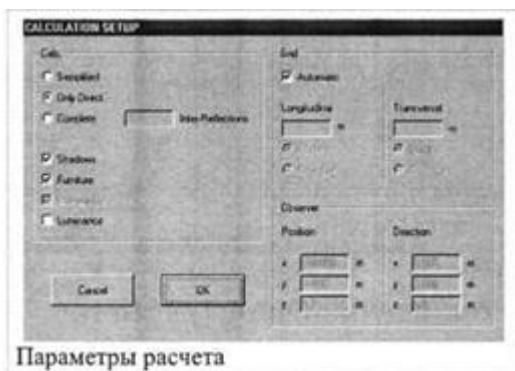 CALCULATION SETUP
Calc.
Simplified
Only Direct
Complete
Inter-Reflections
Shadows
Furniture
Luminance
Cancel
OK
Grid
Automatic
Longitudinal
Transversal
m
m
Observer
Position
Direction
x m
y m
z m
x m
y m
z m
Параметры расчета